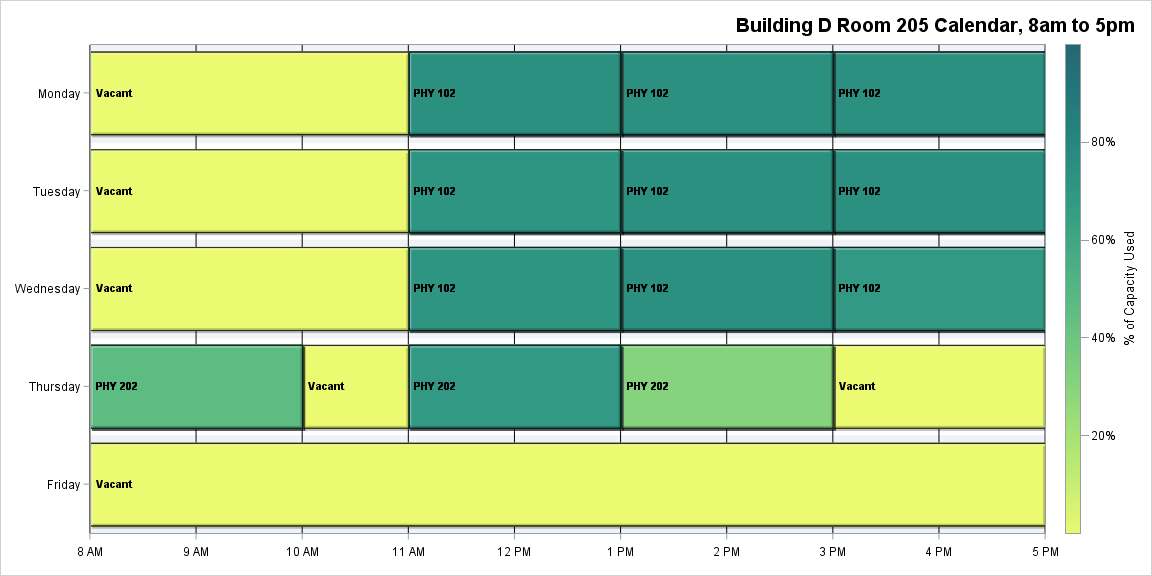 Building D Room 205 Calendar, 8am to 5pm
Monday
Vacant
PHY 102
PHY 102
PHY 102
Tuesday
Vacant
PHY 102
PHY 102
PHY 102
Wednesday
Vacant
PHY 102
PHY 102
PHY 102
Thursday
PHY 202
Vacant
PHY 202
PHY 202
Vacant
Friday
Vacant
8 AM
9 AM
10 AM
11 AM
12 PM
1 PM
2 PM
3 PM
4 PM
5 PM
80%
60%
40%
20%
% of Capacity Used